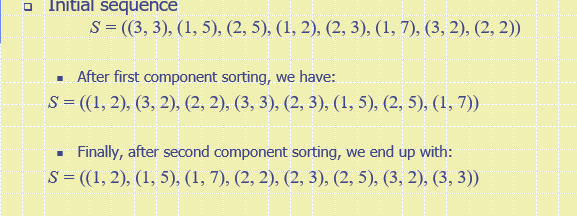 Initial sequence
S = ((3, 3), (1, 5), (2, 5), (1, 2), (2, 3), (1, 7), (3, 2), (2, 2))
After first component sorting, we have:
S = ((1, 2), (3, 2), (2, 2), (3, 3), (2, 3), (1, 5), (2, 5), (1, 7))
Finally, after second component sorting, we end up with:
S = ((1, 2), (1, 5), (1, 7), (2, 2), (2, 3), (2, 5), (3, 2), (3, 3))